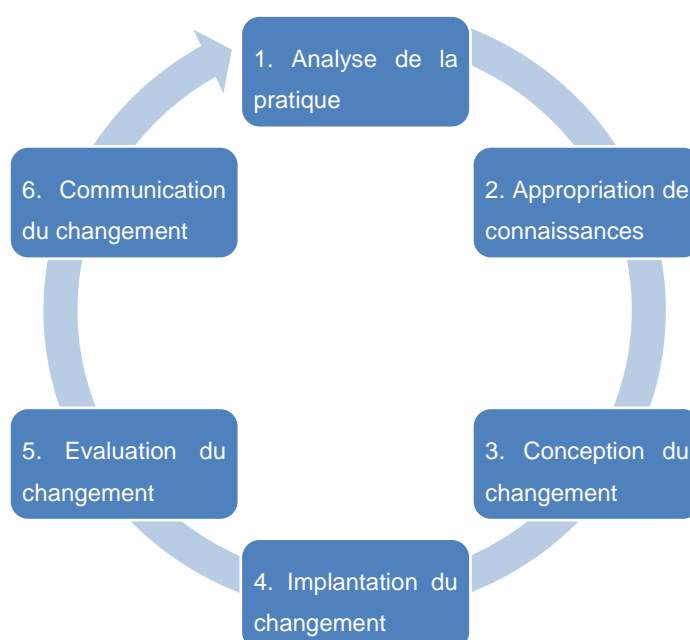 1. Analyse de la
pratique
2. Appropriation de
connaissances
3. Conception du
changement
4. Implantation du
changement
5. Evaluation du
changement
6. Communication
du changement